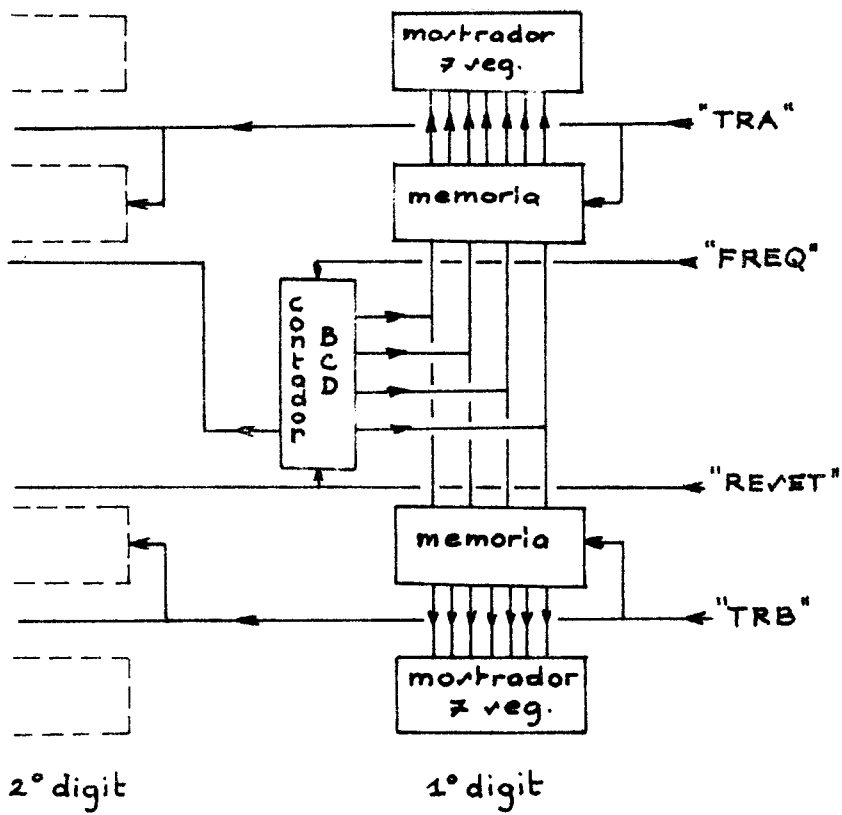 mostrador
7 seg.
"TRA"
memoria
"FREQ"
contador
BCD
"RESET"
memoria
"TRB"
mostrador
7 seg.
2° digit
1° digit